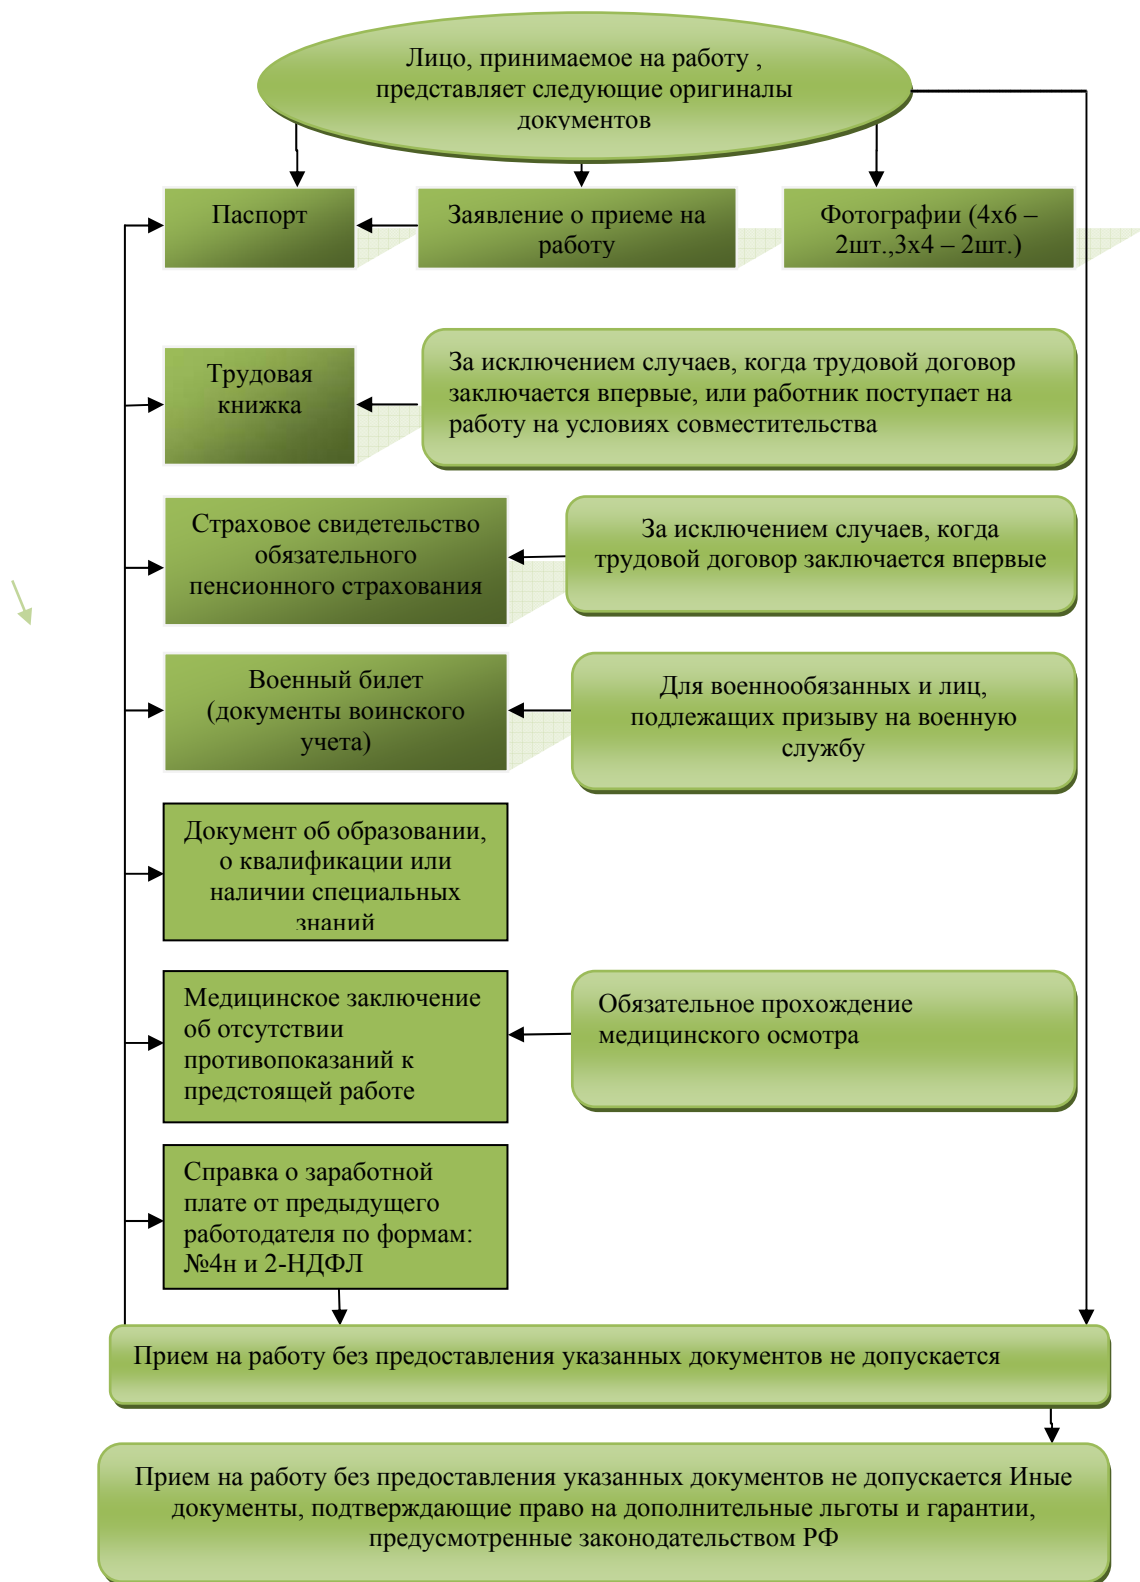 Лицо, принимаемое на работу ,
представляет следующие оригиналы
документов
Паспорт
Заявление о приеме на
работу
Фотографии (4х6 –
2шт.,3х4 – 2шт.)
Трудовая
книжка
За исключением случаев, когда трудовой договор
заключается впервые, или работник поступает на
работу на условиях совместительства
Страховое свидетельство
обязательного
пенсионного страхования
За исключением случаев, когда
трудовой договор заключается впервые
Военный билет
(документы воинского
учета)
Для военнообязанных и лиц,
подлежащих призыву на военную
службу
Документ об образовании,
о квалификации или
наличии специальных
знаний
Медицинское заключение
об отсутствии
противопоказаний к
предстоящей работе
Обязательное прохождение
медицинского осмотра
Справка о заработной
плате от предыдущего
работодателя по формам:
№4н и 2-НДФЛ
Прием на работу без предоставления указанных документов не допускается
Прием на работу без предоставления указанных документов не допускается Иные
документы, подтверждающие право на дополнительные льготы и гарантии,
предусмотренные законодательством РФ